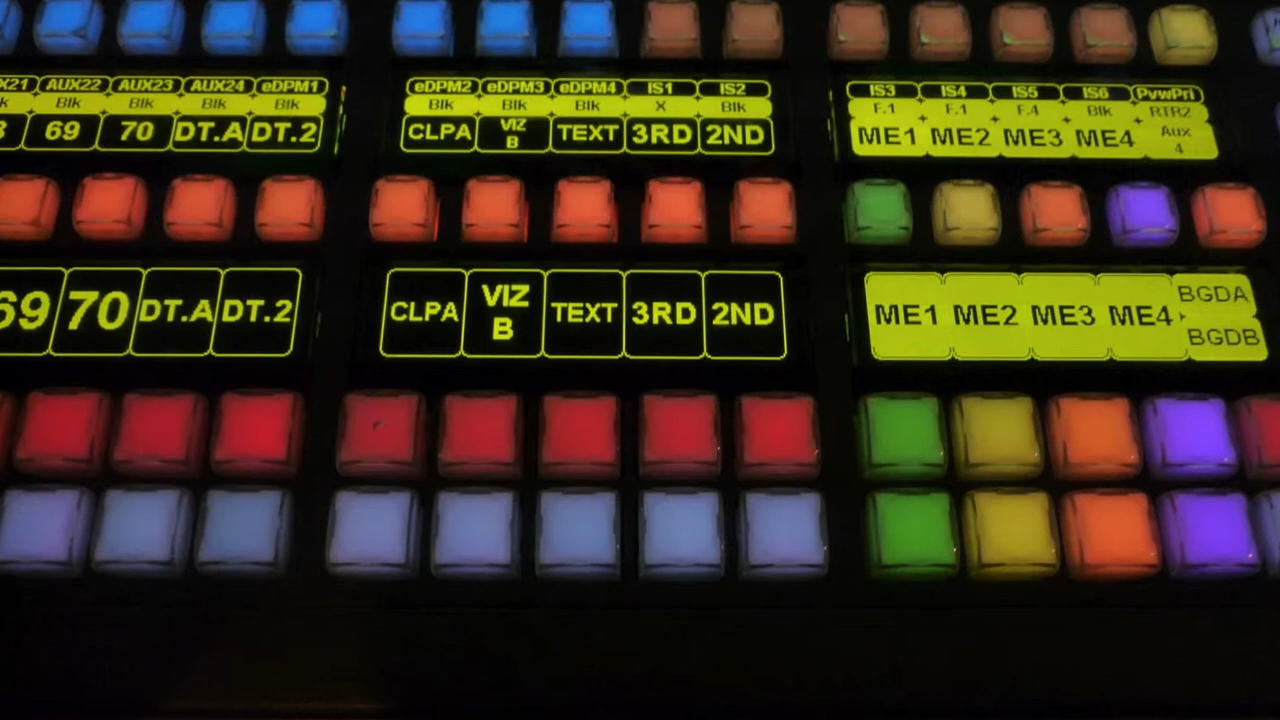 AUX22 AUX23 AUX24 eDPM1
Blk Blk Blk Blk
69 70 DT.A DT.2
eDPM2 eDPM3 eDPM4 IS1 IS2
Blk Blk Blk X Blk
CLPA VIZ B TEXT 3RD 2ND
IS3 IS4 IS5 IS6 PvwPrI
F.1 F.1 F.4 Blk RTR2
ME1 ME2 ME3 ME4 Aux 4
69 70 DT.A DT.2
CLPA VIZ B TEXT 3RD 2ND
ME1 ME2 ME3 ME4 BGDA
BGDB